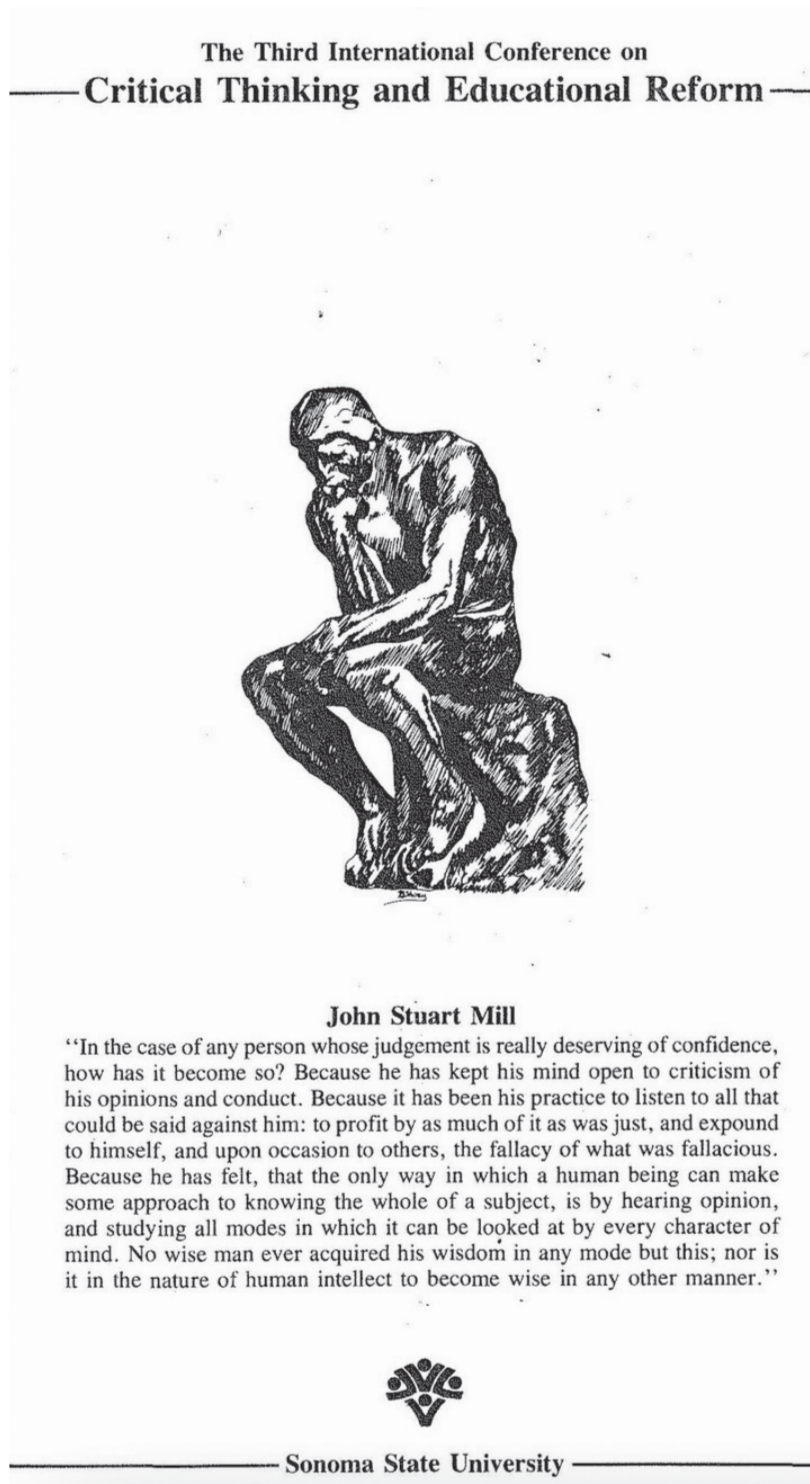 The Third International Conference on
Critical Thinking and Educational Reform
John Stuart Mill
‘‘In the case of any person whose judgement is really deserving of confidence,
how has it become so? Because he has kept his mind open to criticism of
his opinions and conduct. Because it has been his practice to listen to all that
could be said against him: to profit by as much of it as was just, and expound
to himself, and upon occasion to others, the fallacy of what was fallacious.
Because he has felt, that the only way in which a human being can make
some approach to knowing the whole of a subject, is by hearing opinion,
and studying all modes in which it can be looked at by every character of
mind. No wise man ever acquired his wisdom in any mode but this; nor is
it in the nature of human intellect to become wise in any other manner.’’
Sonoma State University